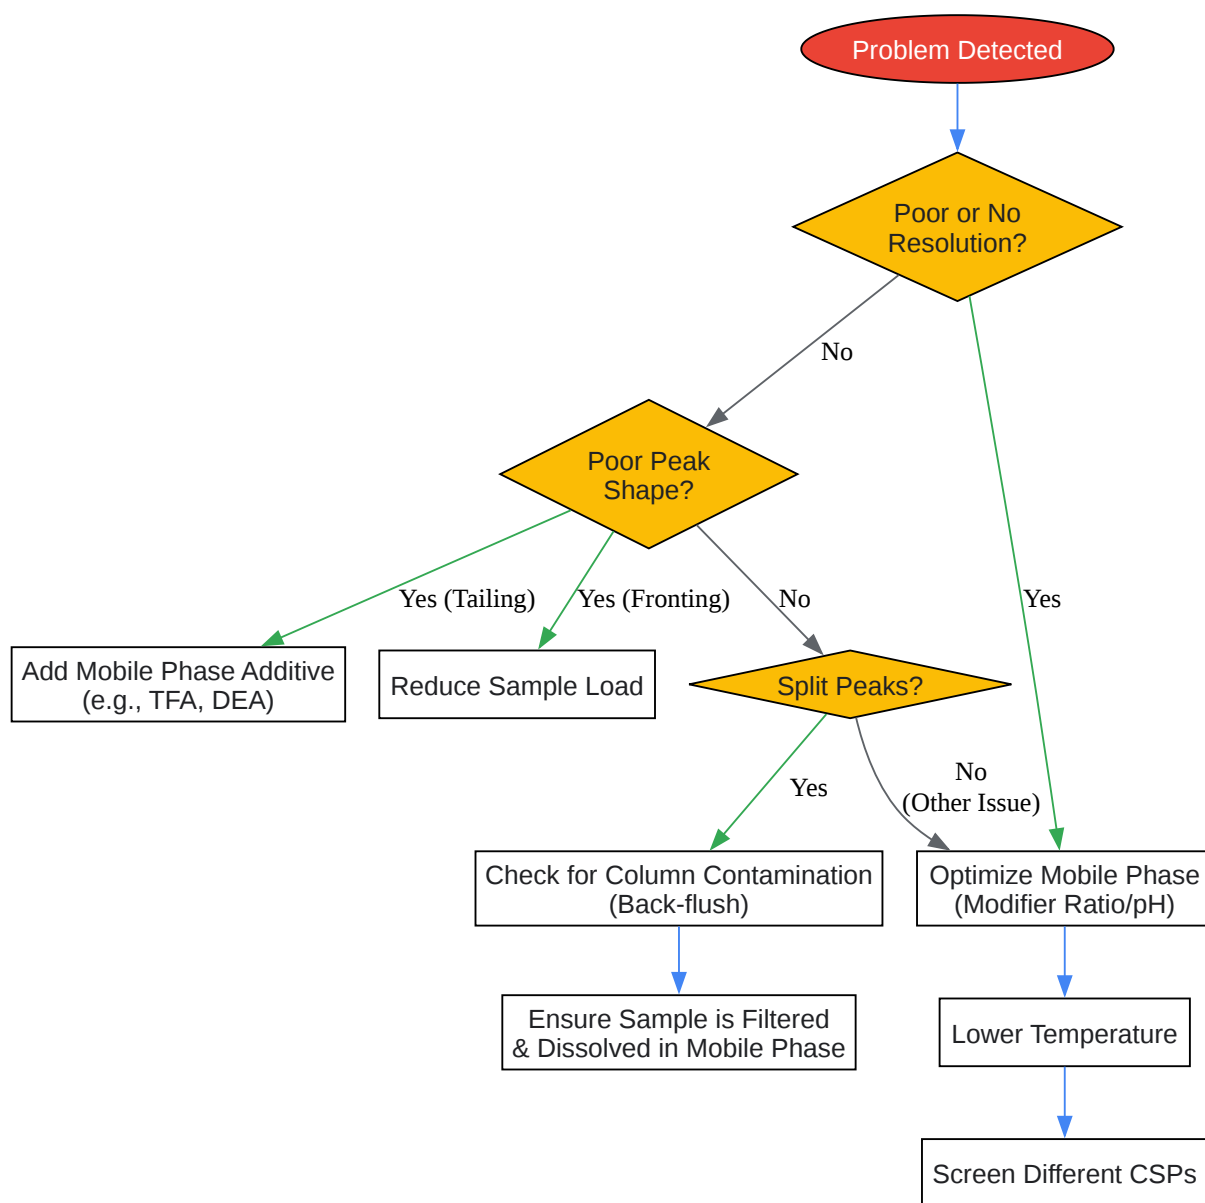 Problem Detected
Poor or No
Resolution?
No
Poor Peak
Shape?
Yes (Tailing)
Yes (Fronting)
No
Yes
Add Mobile Phase Additive
(e.g., TFA, DEA)
Reduce Sample Load
Split Peaks?
Yes
No
(Other Issue)
Check for Column Contamination
(Back-flush)
Optimize Mobile Phase
(Modifier Ratio/pH)
Ensure Sample is Filtered
& Dissolved in Mobile Phase
Lower Temperature
Screen Different CSPs